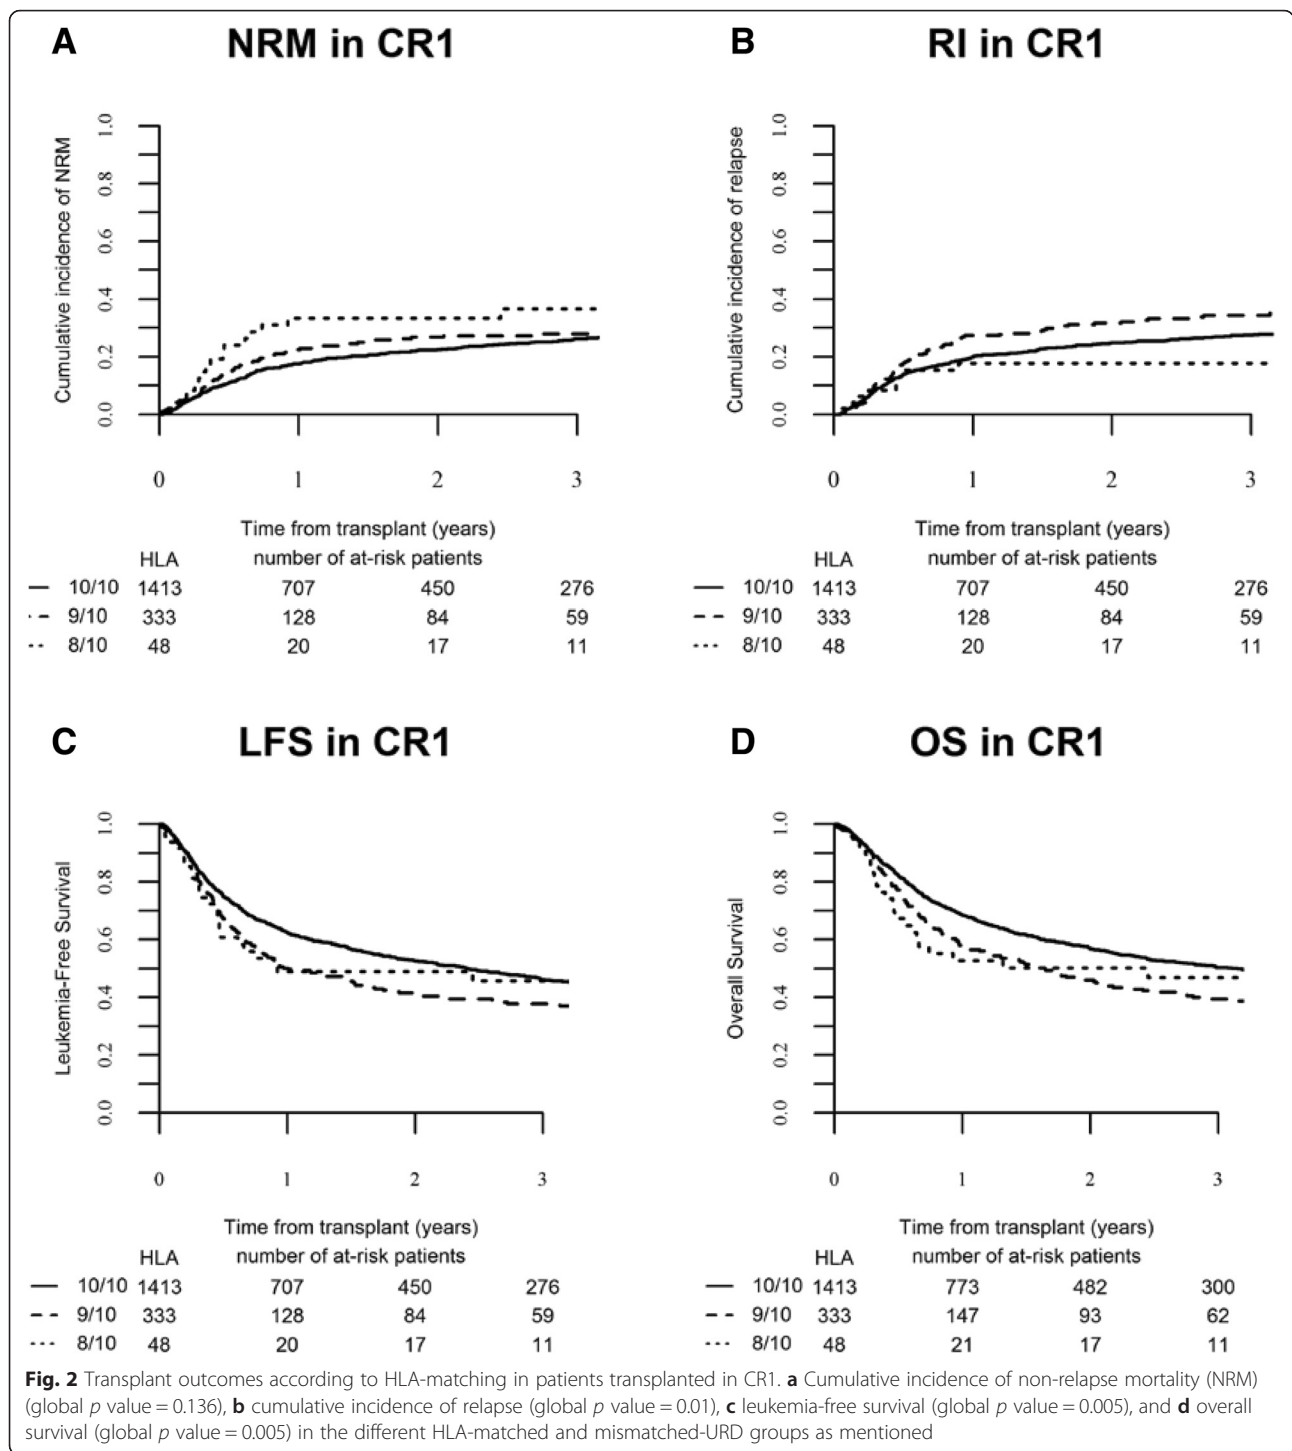 A NRM in CR1
Cumulative incidence of NRM
1.0
0.8
0.6
0.4
0.2
0.0
0 1 2 3
Time from transplant (years)
HLA number of at-risk patients
10/10 1413 707 450 276
9/10 333 128 84 59
8/10 48 20 17 11
B RI in CR1
Cumulative incidence of relapse
1.0
0.8
0.6
0.4
0.2
0.0
0 1 2 3
Time from transplant (years)
HLA number of at-risk patients
10/10 1413 707 450 276
9/10 333 128 84 59
8/10 48 20 17 11
C LFS in CR1
Leukemia-Free Survival
1.0
0.8
0.6
0.4
0.2
0.0
0 1 2 3
Time from transplant (years)
HLA number of at-risk patients
10/10 1413 707 450 276
9/10 333 128 84 59
8/10 48 20 17 11
D OS in CR1
Overall Survival
1.0
0.8
0.6
0.4
0.2
0.0
0 1 2 3
Time from transplant (years)
HLA number of at-risk patients
10/10 1413 773 482 300
9/10 333 147 93 62
8/10 48 21 17 11
Fig. 2 Transplant outcomes according to HLA-matching in patients transplanted in CR1. a Cumulative incidence of non-relapse mortality (NRM)
(global p value = 0.136), b cumulative incidence of relapse (global p value = 0.01), c leukemia-free survival (global p value = 0.005), and d overall
survival (global p value = 0.005) in the different HLA-matched and mismatched-URD groups as mentioned